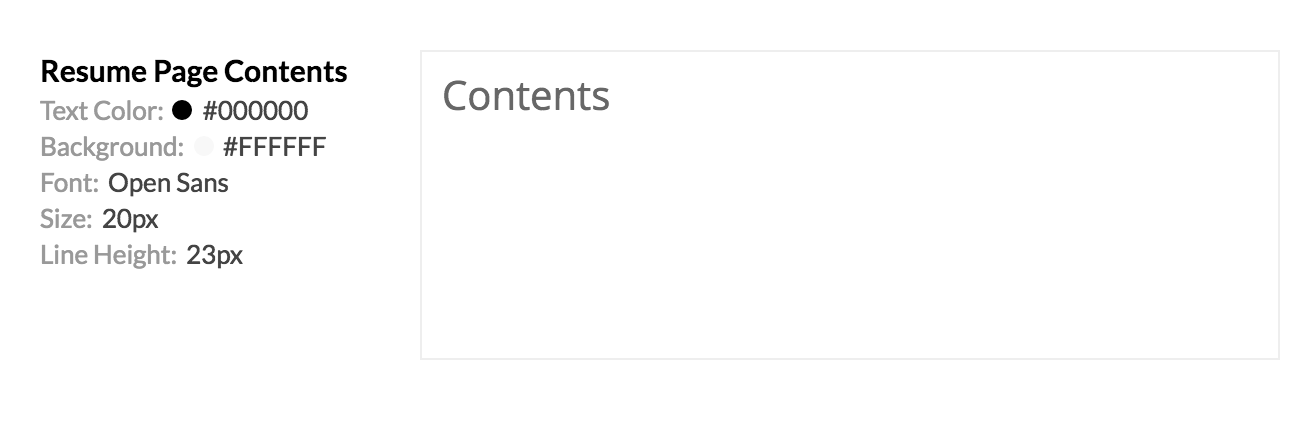 Resume Page Contents
Text Color: #000000
Background: #FFFFFF
Font: Open Sans
Size: 20px
Line Height: 23px
Contents